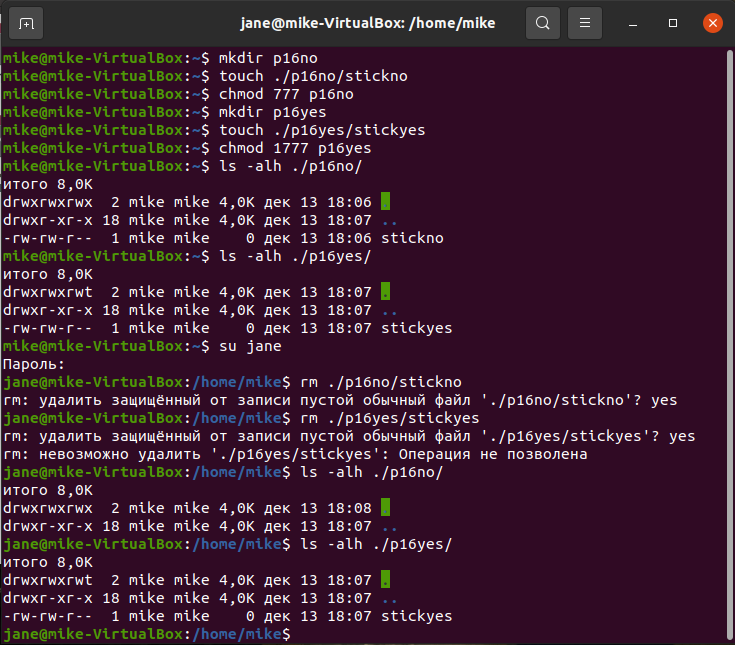 jane@mike-VirtualBox: /home/mike
mike@mike-VirtualBox:~$ mkdir p16no
mike@mike-VirtualBox:~$ touch ./p16no/stickno
mike@mike-VirtualBox:~$ chmod 777 p16no
mike@mike-VirtualBox:~$ mkdir p16yes
mike@mike-VirtualBox:~$ touch ./p16yes/stickyes
mike@mike-VirtualBox:~$ chmod 1777 p16yes
mike@mike-VirtualBox:~$ ls -alh ./p16no/
итого 8,0K
drwxrwxrwx  2 mike mike 4,0K дек 13 18:06 .
drwxr-xr-x 18 mike mike 4,0K дек 13 18:07 ..
-rw-rw-r--  1 mike mike    0 дек 13 18:06 stickno
mike@mike-VirtualBox:~$ ls -alh ./p16yes/
итого 8,0K
drwxrwxrwt  2 mike mike 4,0K дек 13 18:07 .
drwxr-xr-x 18 mike mike 4,0K дек 13 18:07 ..
-rw-rw-r--  1 mike mike    0 дек 13 18:07 stickyes
mike@mike-VirtualBox:~$ su jane
Пароль:
jane@mike-VirtualBox:/home/mike$ rm ./p16no/stickno
rm: удалить защищённый от записи пустой обычный файл './p16no/stickno'? yes
jane@mike-VirtualBox:/home/mike$ rm ./p16yes/stickyes
rm: удалить защищённый от записи пустой обычный файл './p16yes/stickyes'? yes
rm: невозможно удалить './p16yes/stickyes': Операция не позволена
jane@mike-VirtualBox:/home/mike$ ls -alh ./p16no/
итого 8,0K
drwxrwxrwx  2 mike mike 4,0K дек 13 18:08 .
drwxr-xr-x 18 mike mike 4,0K дек 13 18:07 ..
jane@mike-VirtualBox:/home/mike$ ls -alh ./p16yes/
итого 8,0K
drwxrwxrwt  2 mike mike 4,0K дек 13 18:07 .
drwxr-xr-x 18 mike mike 4,0K дек 13 18:07 ..
-rw-rw-r--  1 mike mike    0 дек 13 18:07 stickyes
jane@mike-VirtualBox:/home/mike$